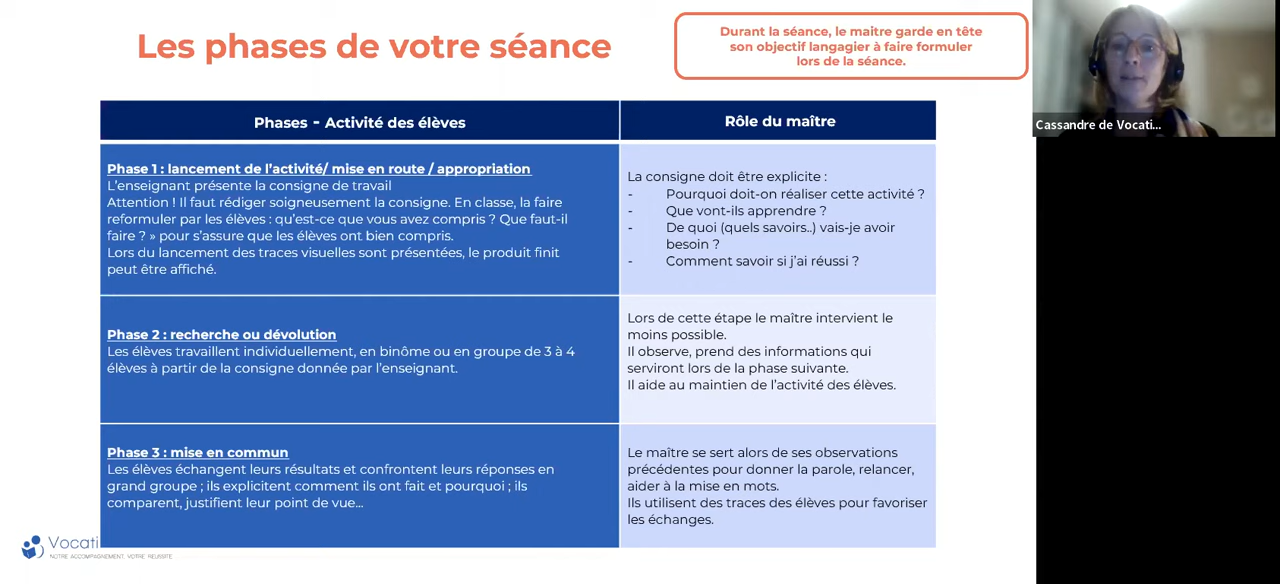 Les phases de votre séance
Durant la séance, le maitre garde en tête
son objectif langagier à faire formuler
lors de la séance.
Cassandre de Vocati...
Phases - Activité des élèves
Rôle du maître
Phase 1 : lancement de l'activité/ mise en route / appropriation
L'enseignant présente la consigne de travail
Attention ! Il faut rédiger soigneusement la consigne. En classe, la faire
reformuler par les élèves : qu'est-ce que vous avez compris ? Que faut-il
faire ? » pour s'assure que les élèves ont bien compris.
Lors du lancement des traces visuelles sont présentées, le produit finit
peut être affiché.
La consigne doit être explicite :
- Pourquoi doit-on réaliser cette activité ?
- Que vont-ils apprendre ?
- De quoi (quels savoirs..) vais-je avoir
besoin ?
- Comment savoir si j'ai réussi ?
Phase 2 : recherche ou dévolution
Les élèves travaillent individuellement, en binôme ou en groupe de 3 à 4
élèves à partir de la consigne donnée par l'enseignant.
Lors de cette étape le maître intervient le
moins possible.
Il observe, prend des informations qui
serviront lors de la phase suivante.
Il aide au maintien de l'activité des élèves.
Phase 3 : mise en commun
Les élèves échangent leurs résultats et confrontent leurs réponses en
grand groupe ; ils explicitent comment ils ont fait et pourquoi ; ils
comparent, justifient leur point de vue...
Le maître se sert alors de ses observations
précédentes pour donner la parole, relancer,
aider à la mise en mots.
Ils utilisent des traces des élèves pour favoriser
les échanges.
Vocati
NOTRE ACCOMPAGNEMENT, VOTRE RÉUSSITE